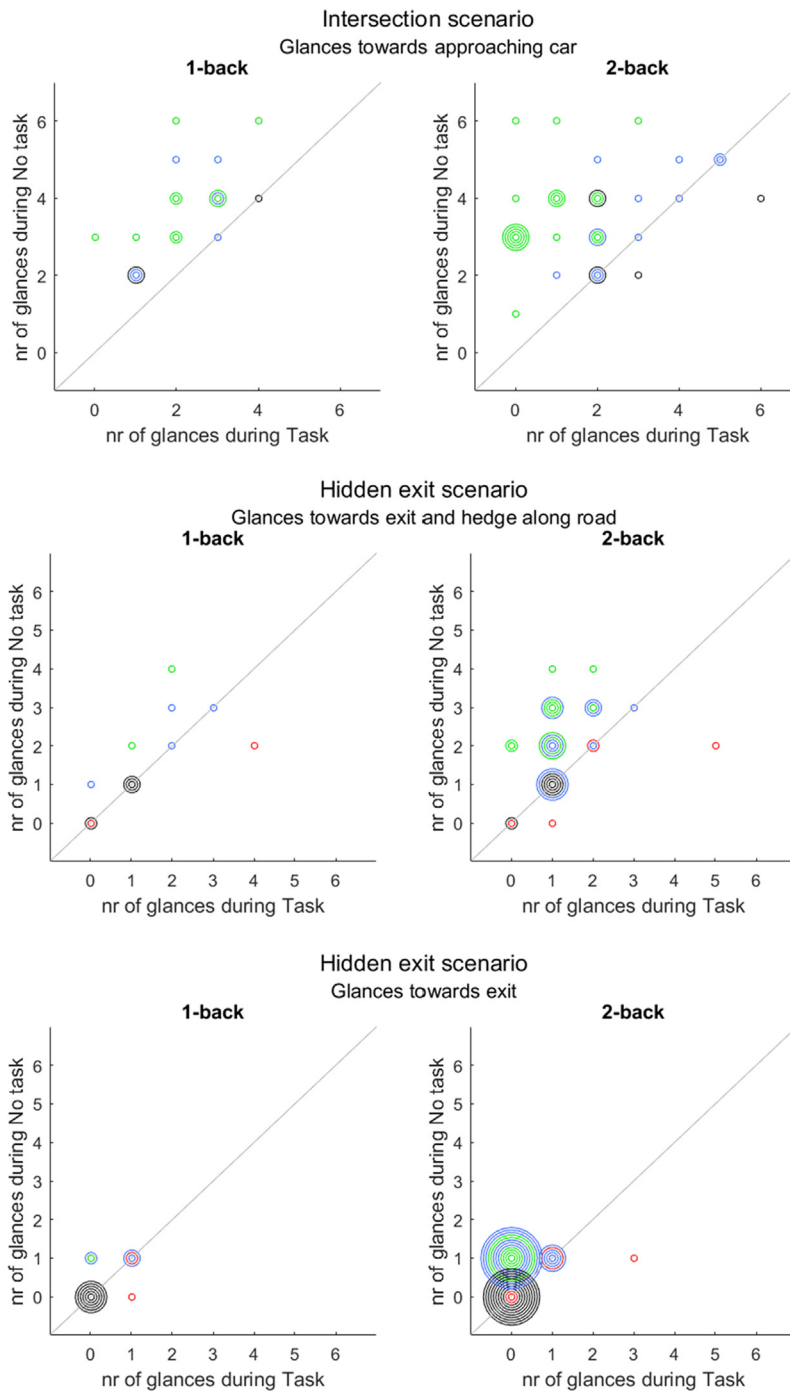 Intersection scenario
Glances towards approaching car
1-back
2-back
nr of glances during No task
6
4
2
0
0 2 4 6
nr of glances during Task
nr of glances during No task
6
4
2
0
0 2 4 6
nr of glances during Task
Hidden exit scenario
Glances towards exit and hedge along road
1-back
2-back
nr of glances during No task
6
5
4
3
2
1
0
0 1 2 3 4 5 6
nr of glances during Task
nr of glances during No task
6
5
4
3
2
1
0
0 1 2 3 4 5 6
nr of glances during Task
Hidden exit scenario
Glances towards exit
1-back
2-back
nr of glances during No task
6
5
4
3
2
1
0
0 1 2 3 4 5 6
nr of glances during Task
nr of glances during No task
6
5
4
3
2
1
0
0 1 2 3 4 5 6
nr of glances during Task